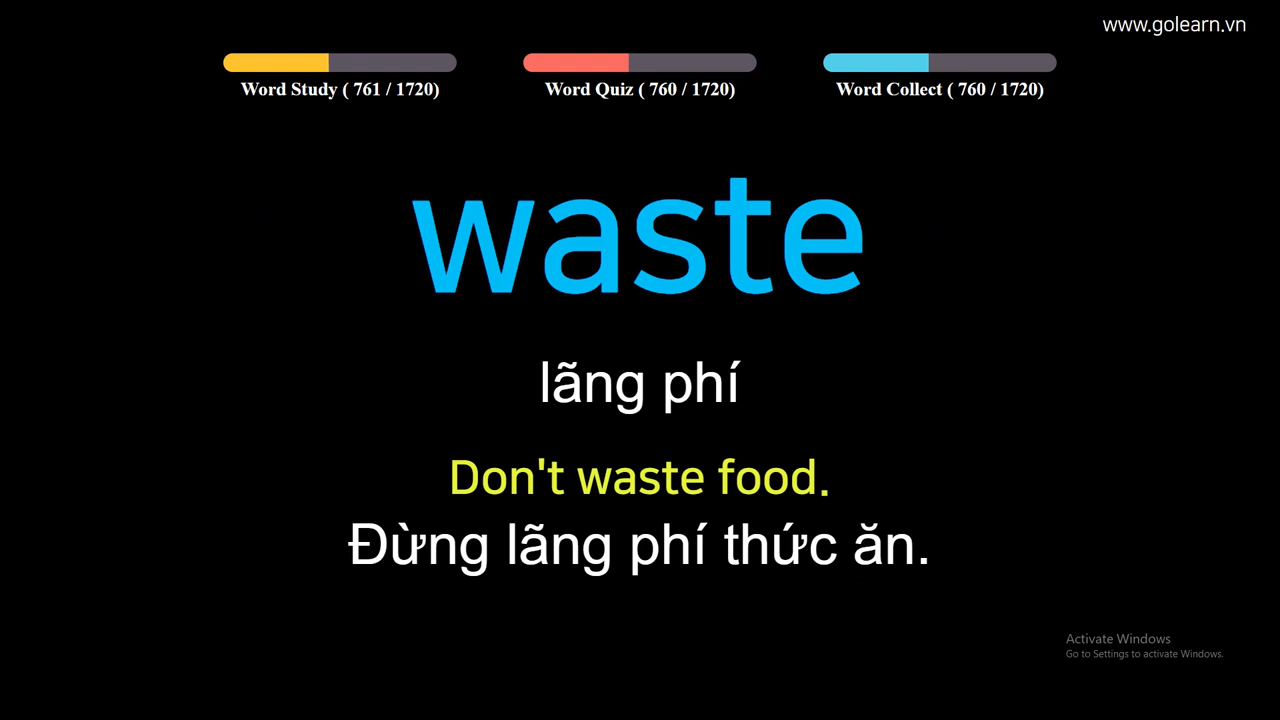 www.golearn.vn
Word Study ( 761 / 1720)
Word Quiz ( 760 / 1720)
Word Collect ( 760 / 1720)
waste
lãng phí
Don't waste food.
Đừng lãng phí thức ăn.
Activate Windows
Go to Settings to activate Windows.